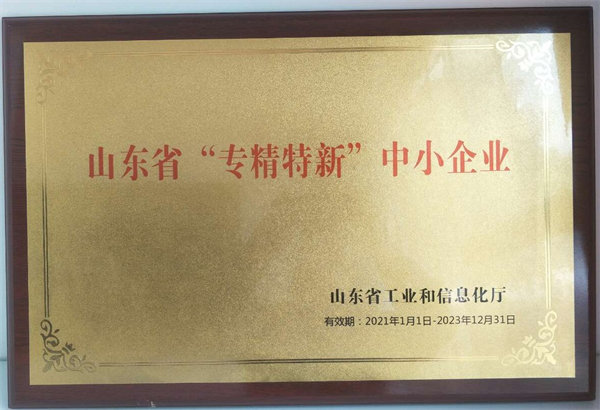 山东省“专精特新”中小企业
山东省工业和信息化厅
有效期：2021年1月1日-2023年12月31日